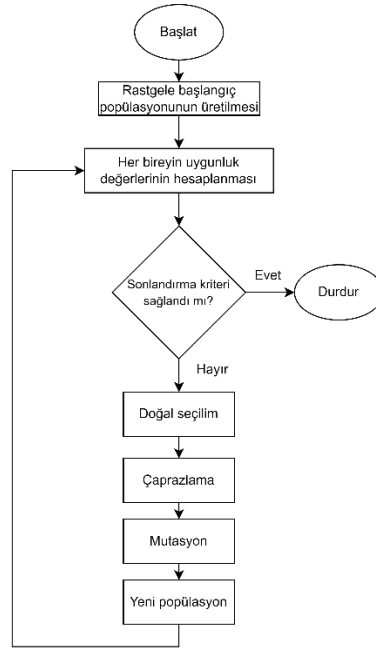 Başlat
Rastgele başlangıç
popülasyonunun üretilmesi
Her bireyin uygunluk
değerlerinin hesaplanması
Sonlandırma kriteri
sağlandı mı?
Evet
Durdur
Hayır
Doğal seçilim
Çaprazlama
Mutasyon
Yeni popülasyon